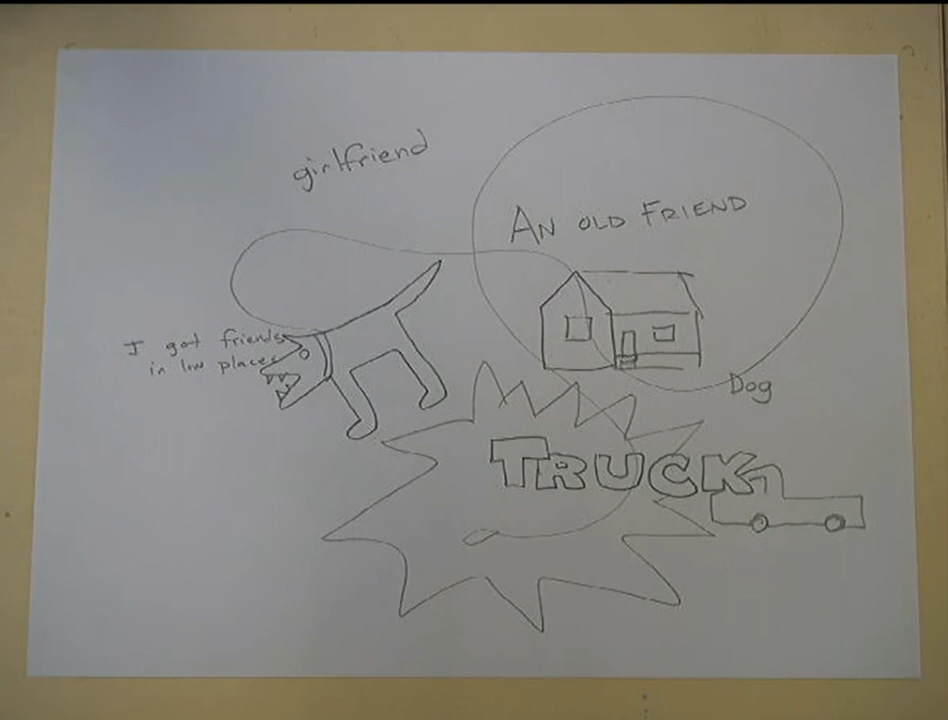 girlfriend
AN OLD FRIEND
I got friends
in low places
Dog
TRUCK